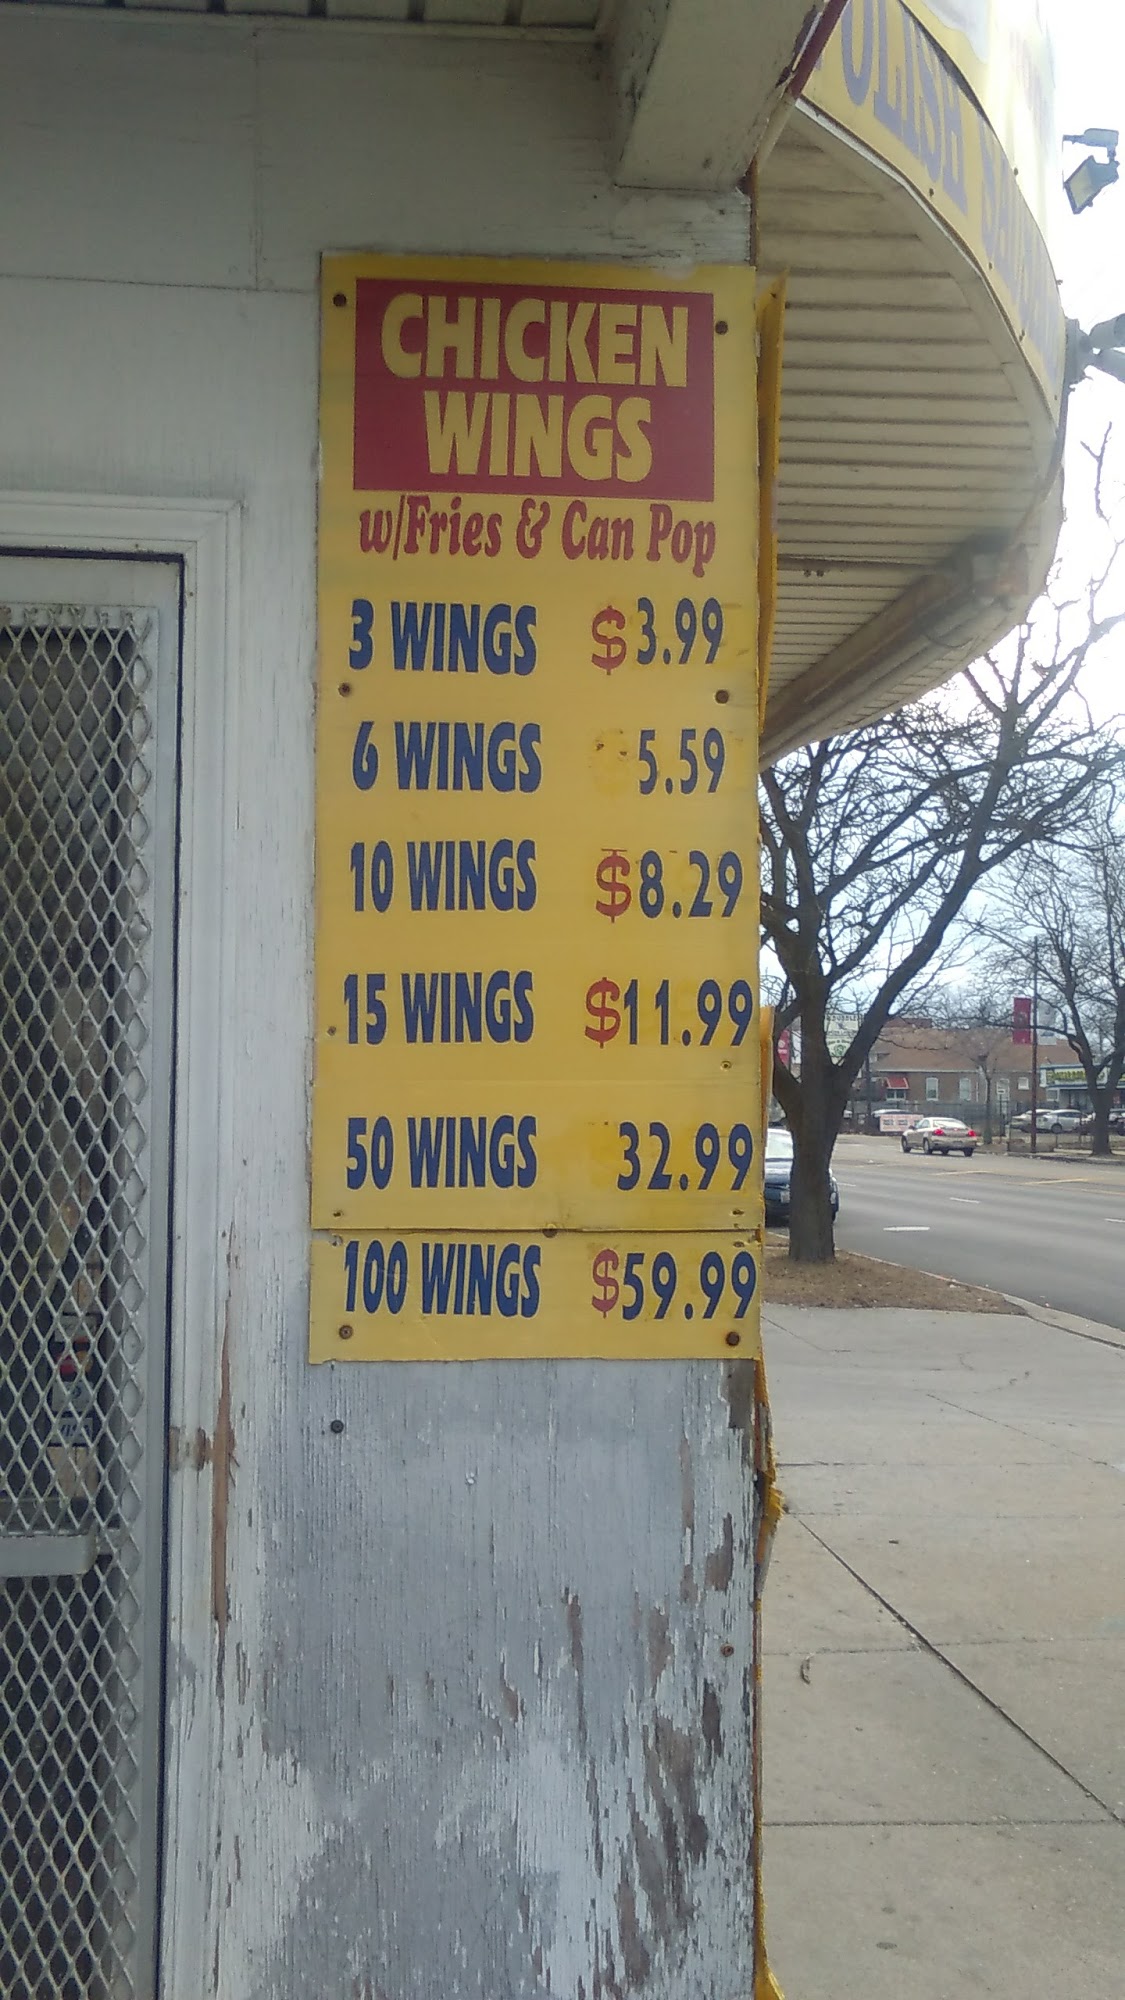 POLISH
CHICKEN
WINGS
w/Fries & Can Pop
3 WINGS $3.99
6 WINGS 5.59
10 WINGS $8.29
15 WINGS $11.99
50 WINGS 32.99
100 WINGS $59.99